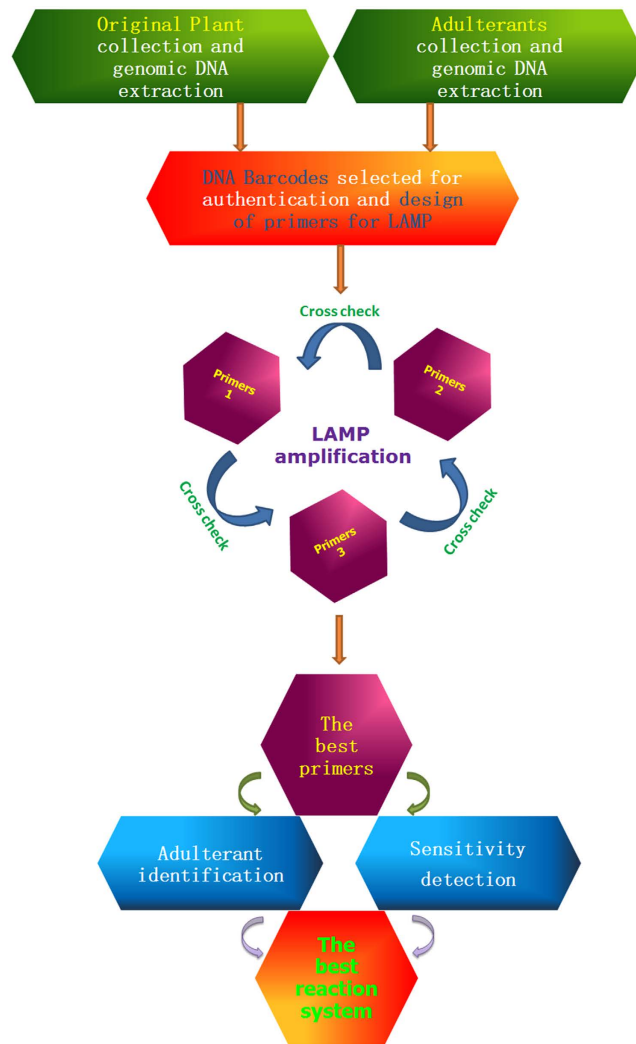 Original Plant
collection and
genomic DNA
extraction
Adulterants
collection and
genomic DNA
extraction
DNA Barcodes selected for
authentication and design
of primers for LAMP
Cross check
Primers
1
Primers
2
LAMP
amplification
Cross check
Cross check
Primers
3
The
best
primers
Adulterant
identification
Sensitivity
detection
The
best
reaction
system